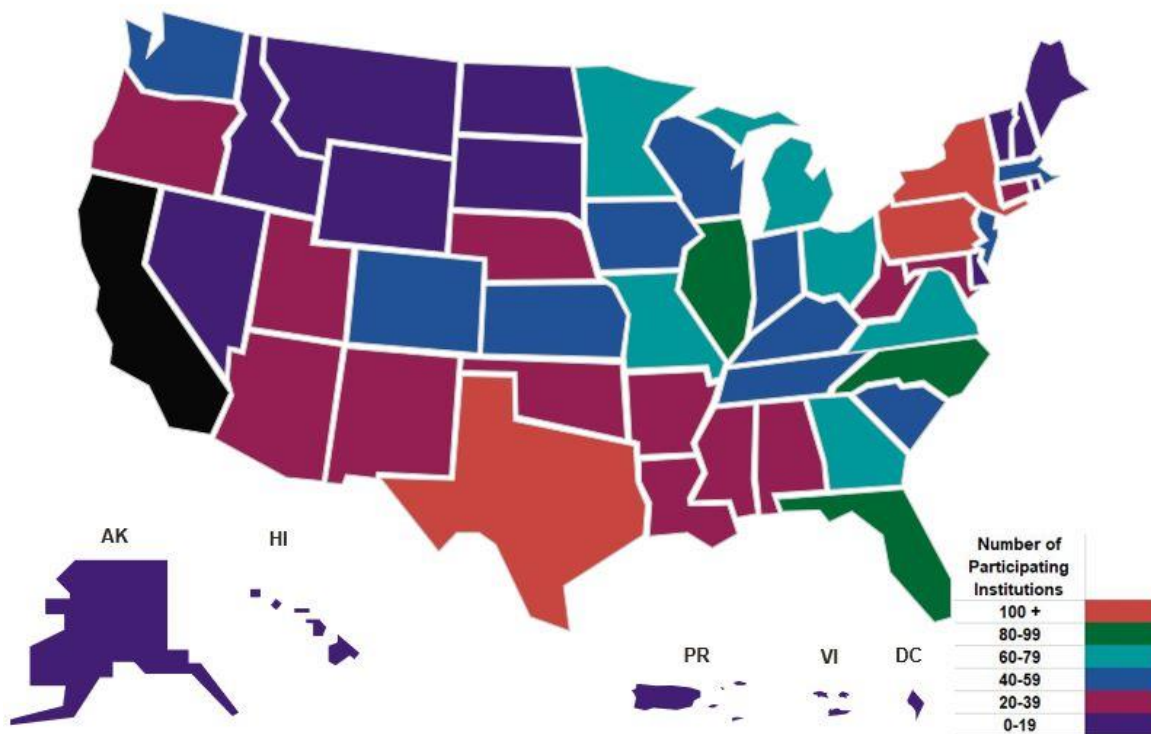 AK
HI
PR
VI
DC
Number of
Participating
Institutions
100 +
80-99
60-79
40-59
20-39
0-19